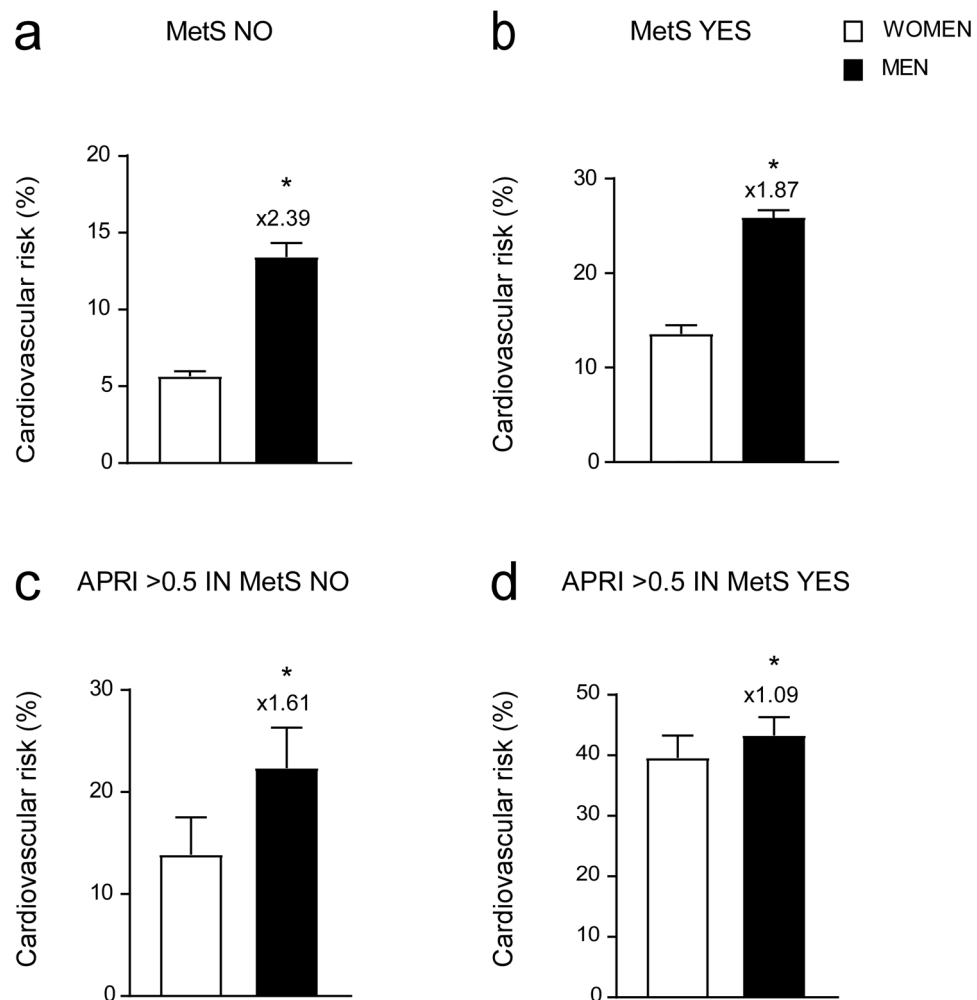 a MetS NO
b MetS YES
WOMEN
MEN
Cardiovascular risk (%)
20
15
10
5
0
*
x2.39
Cardiovascular risk (%)
30
20
10
0
*
x1.87
c APRI >0.5 IN MetS NO
d APRI >0.5 IN MetS YES
Cardiovascular risk (%)
30
20
10
0
*
x1.61
Cardiovascular risk (%)
50
40
30
20
10
0
*
x1.09